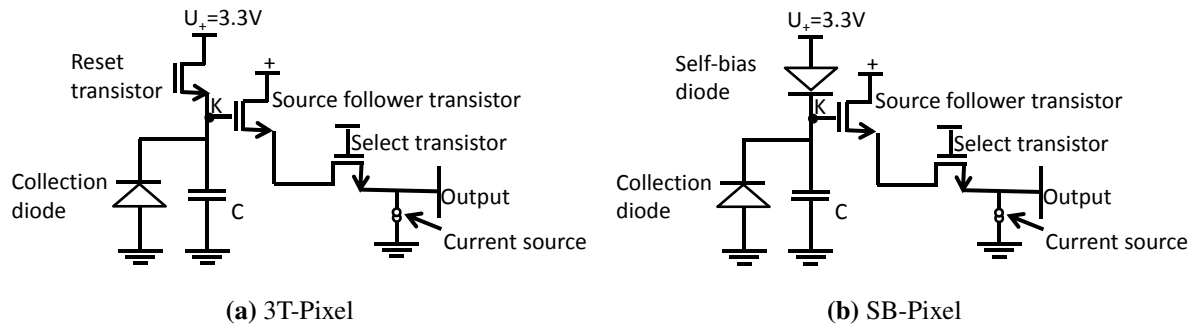 U+=3.3V
Reset
transistor
+
K
Source follower transistor
Select transistor
Collection
diode
C
Output
Current source
(a) 3T-Pixel
U+=3.3V
Self-bias
diode
+
K
Source follower transistor
Select transistor
Collection
diode
C
Output
Current source
(b) SB-Pixel